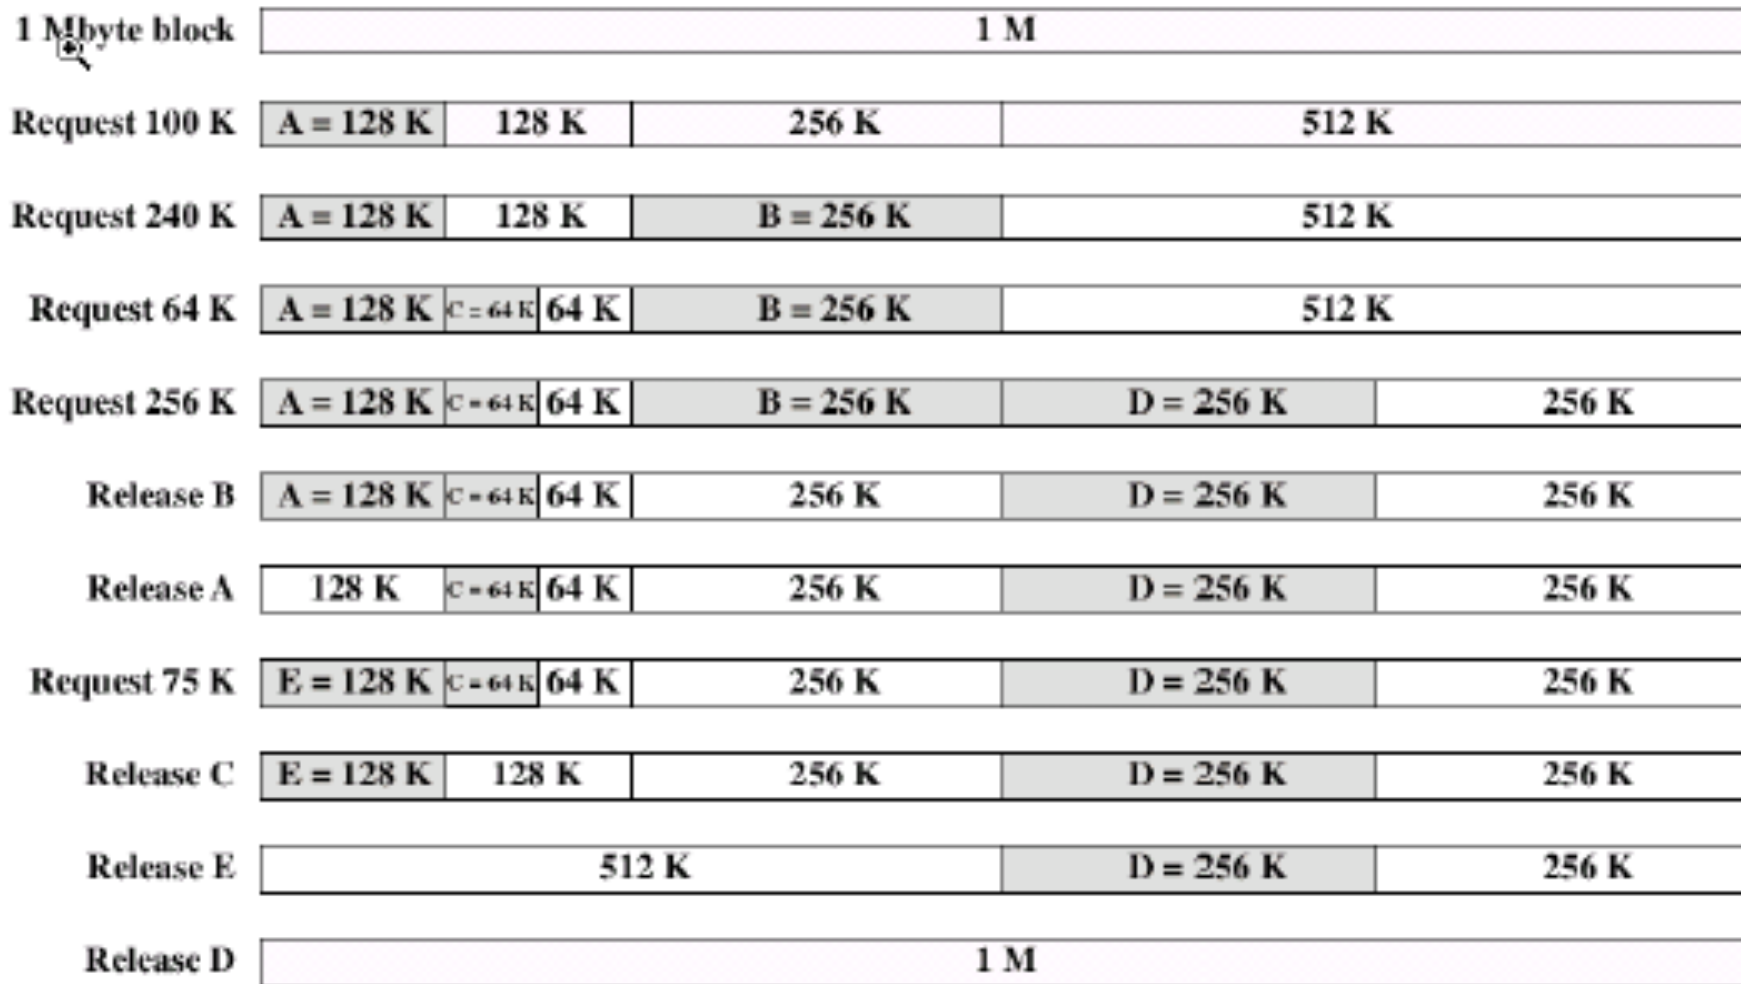 1 Mbyte block 1 M
Request 100 K A = 128 K 128 K 256 K 512 K
Request 240 K A = 128 K 128 K B = 256 K 512 K
Request 64 K A = 128 K C = 64 K 64 K B = 256 K 512 K
Request 256 K A = 128 K C = 64 K 64 K B = 256 K D = 256 K 256 K
Release B A = 128 K C = 64 K 64 K 256 K D = 256 K 256 K
Release A 128 K C = 64 K 64 K 256 K D = 256 K 256 K
Request 75 K E = 128 K C = 64 K 64 K 256 K D = 256 K 256 K
Release C E = 128 K 128 K 256 K D = 256 K 256 K
Release E 512 K D = 256 K 256 K
Release D 1 M